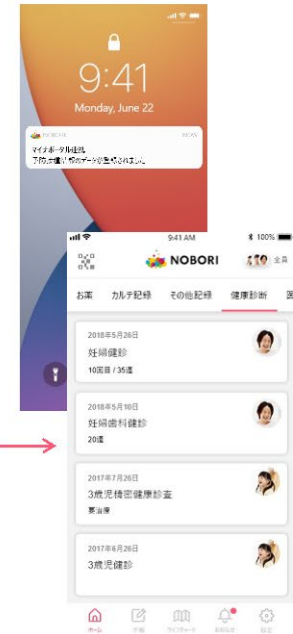 9:41
Monday, June 22
NOBORI
マイナポータル連携
9:41 AM
100%
NOBORI
全員
お薬 カルテ記録 その他記録 健康診断 医
2018年5月26日
妊婦健診
10回目 / 35週
2018年5月10日
妊婦歯科健診
20週
2017年7月26日
3歳児精密健康診査
要治療
2017年6月26日
3歳児健診
ホーム 手帳 お知らせ 設定